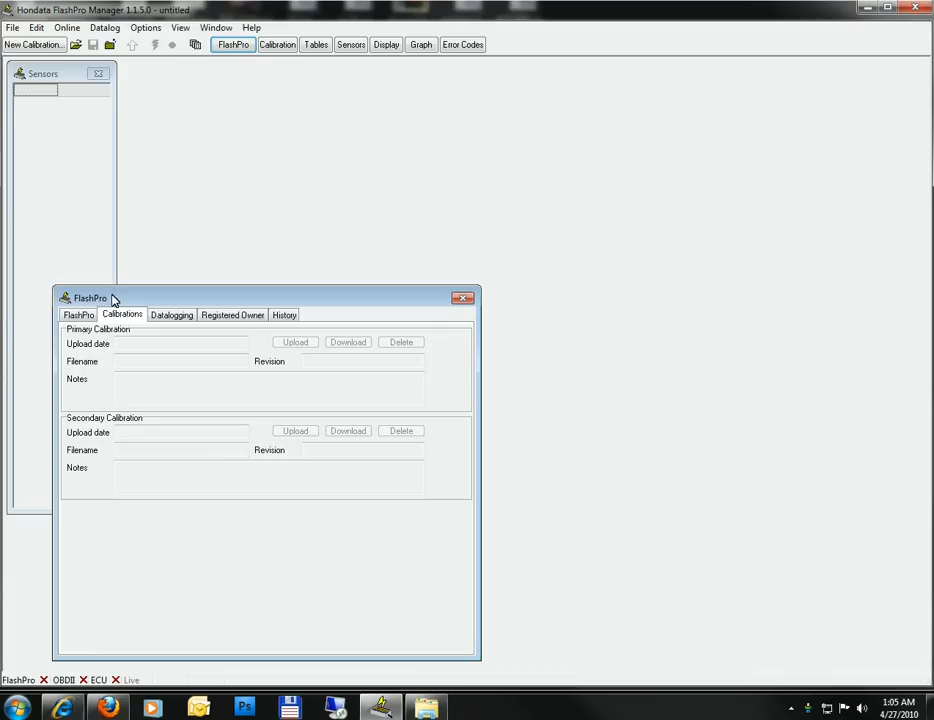 Hondata FlashPro Manager 1.1.5.0 - untitled
File Edit Online Datalog Options View Window Help
New Calibration... FlashPro Calibration Tables Sensors Display Graph Error Codes
Sensors
FlashPro
FlashPro Calibrations Datalogging Registered Owner History
Primary Calibration
Upload date Upload Download Delete
Filename Revision
Notes
Secondary Calibration
Upload date Upload Download Delete
Filename Revision
Notes
FlashPro OBDII ECU Live
Ps
1:05 AM
4/27/2010